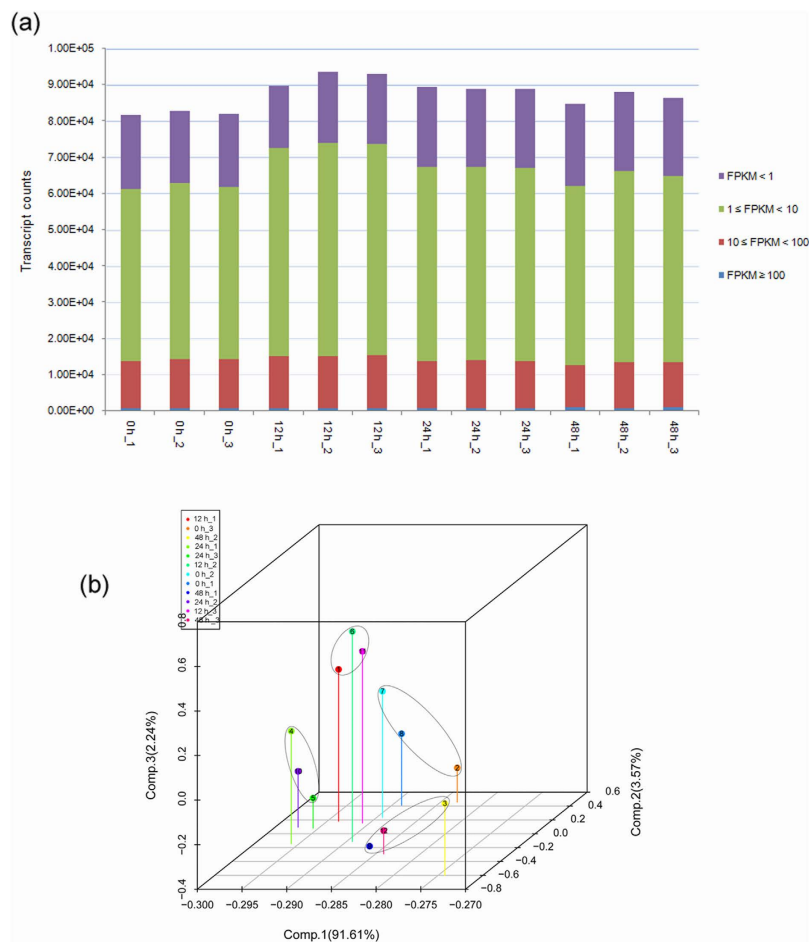 (a)
1.00E+05
9.00E+04
8.00E+04
7.00E+04
6.00E+04
5.00E+04
4.00E+04
3.00E+04
2.00E+04
1.00E+04
0.00E+00
Transcript counts
0h_1
0h_2
0h_3
12h_1
12h_2
12h_3
24h_1
24h_2
24h_3
48h_1
48h_2
48h_3
FPKM < 1
1 ≤ FPKM < 10
10 ≤ FPKM < 100
FPKM ≥ 100
(b)
12 h_1
0 h_3
48 h_2
24 h_1
24 h_3
12 h_2
0 h_2
0 h_1
48 h_1
24 h_2
12 h_3
48 h_3
0.8
0.6
0.4
0.2
0.0
−0.2
−0.4
Comp.3(2.24%)
1
2
3
4
5
6
7
−0.300
−0.295
−0.290
−0.285
−0.280
−0.275
−0.270
Comp.1(91.61%)
0.6
0.4
0.2
0.0
−0.2
−0.4
−0.6
−0.8
Comp.2(3.57%)